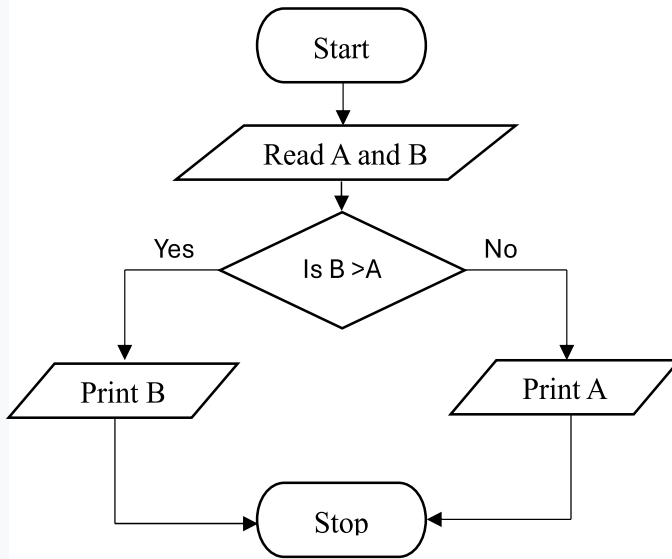 Start
Read A and B
Yes
Is B >A
No
Print B
Print A
Stop